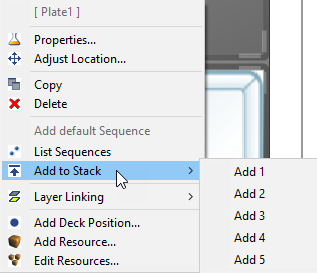 [ Plate1 ]
Properties...
Adjust Location...
Copy
Delete
Add default Sequence
List Sequences
Add to Stack
Layer Linking
Add Deck Position...
Add Resource...
Edit Resources...
Add 1
Add 2
Add 3
Add 4
Add 5